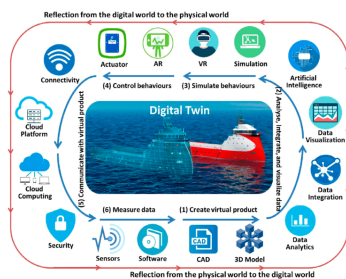 Reflection from the digital world to the physical world
Actuator
AR
VR
Simulation
Connectivity
Artificial
Intelligence
(4) Control behaviours
(3) Simulate behaviours
Cloud
Platform
Digital Twin
(2) Analyse, Integrate, and visualise data
Data
Visualization
(5) Communicate with virtual product
Cloud
Computing
Data
Integration
(6) Measure data
(1) Create virtual product
Security
Sensors
Software
CAD
CAD
3D Model
Data
Analytics
Reflection from the physical world to the digital world